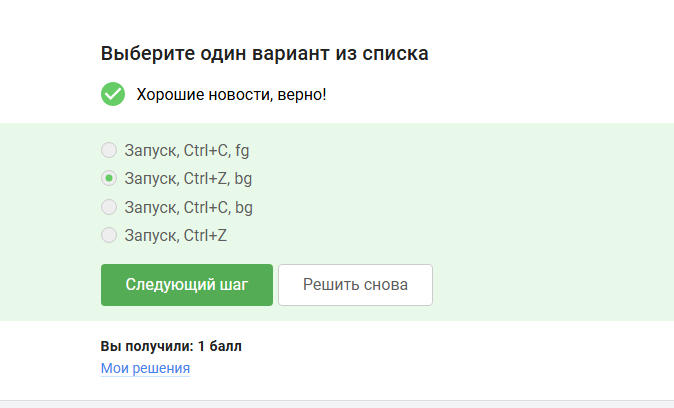 Выберите один вариант из списка
Хорошие новости, верно!
Запуск, Ctrl+C, fg
Запуск, Ctrl+Z, bg
Запуск, Ctrl+C, bg
Запуск, Ctrl+Z
Следующий шаг
Решить снова
Вы получили: 1 балл
Мои решения